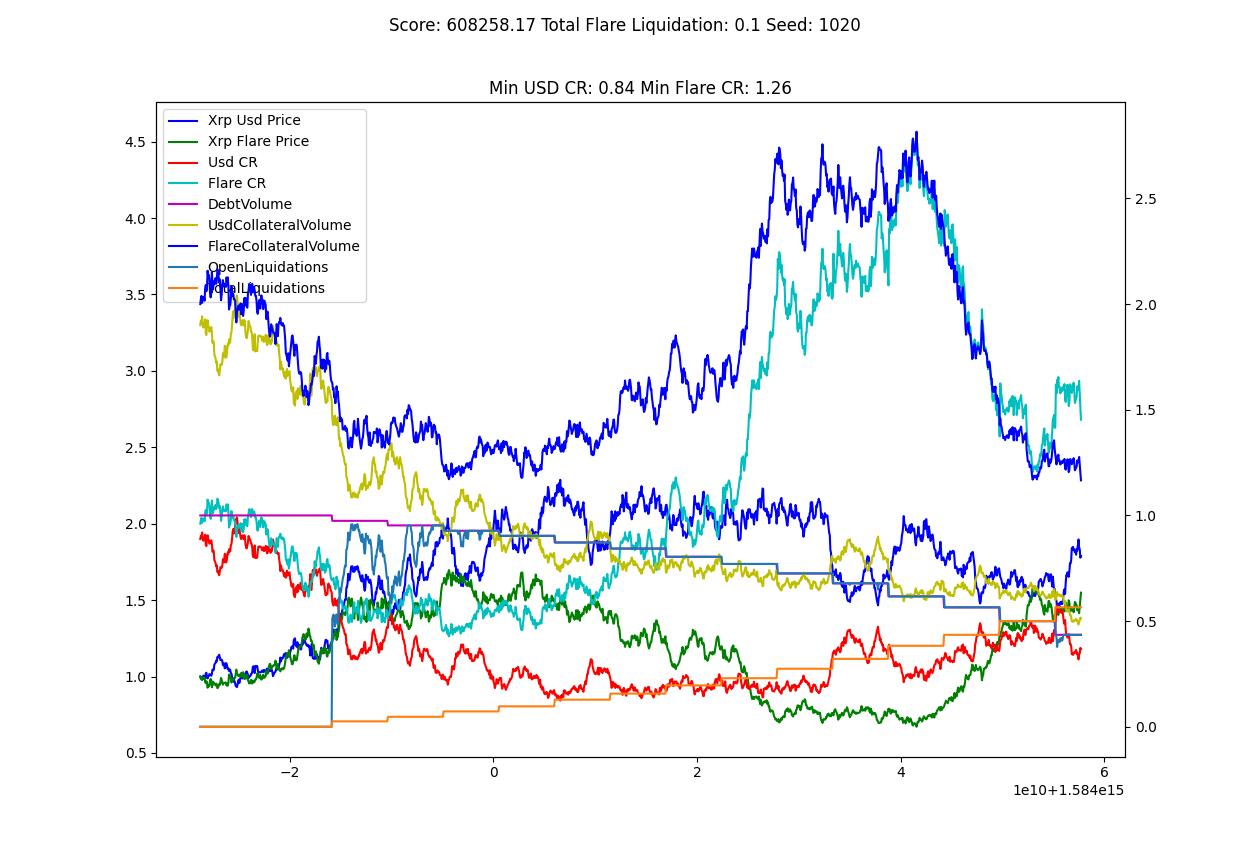 Score: 608258.17 Total Flare Liquidation: 0.1 Seed: 1020
Min USD CR: 0.84 Min Flare CR: 1.26
Xrp Usd Price
Xrp Flare Price
Usd CR
Flare CR
DebtVolume
UsdCollateralVolume
FlareCollateralVolume
OpenLiquidations
TotalLiquidations
4.5
4.0
3.5
3.0
2.5
2.0
1.5
1.0
0.5
2.5
2.0
1.5
1.0
0.5
0.0
−2
0
2
4
6
1e10+1.584e15